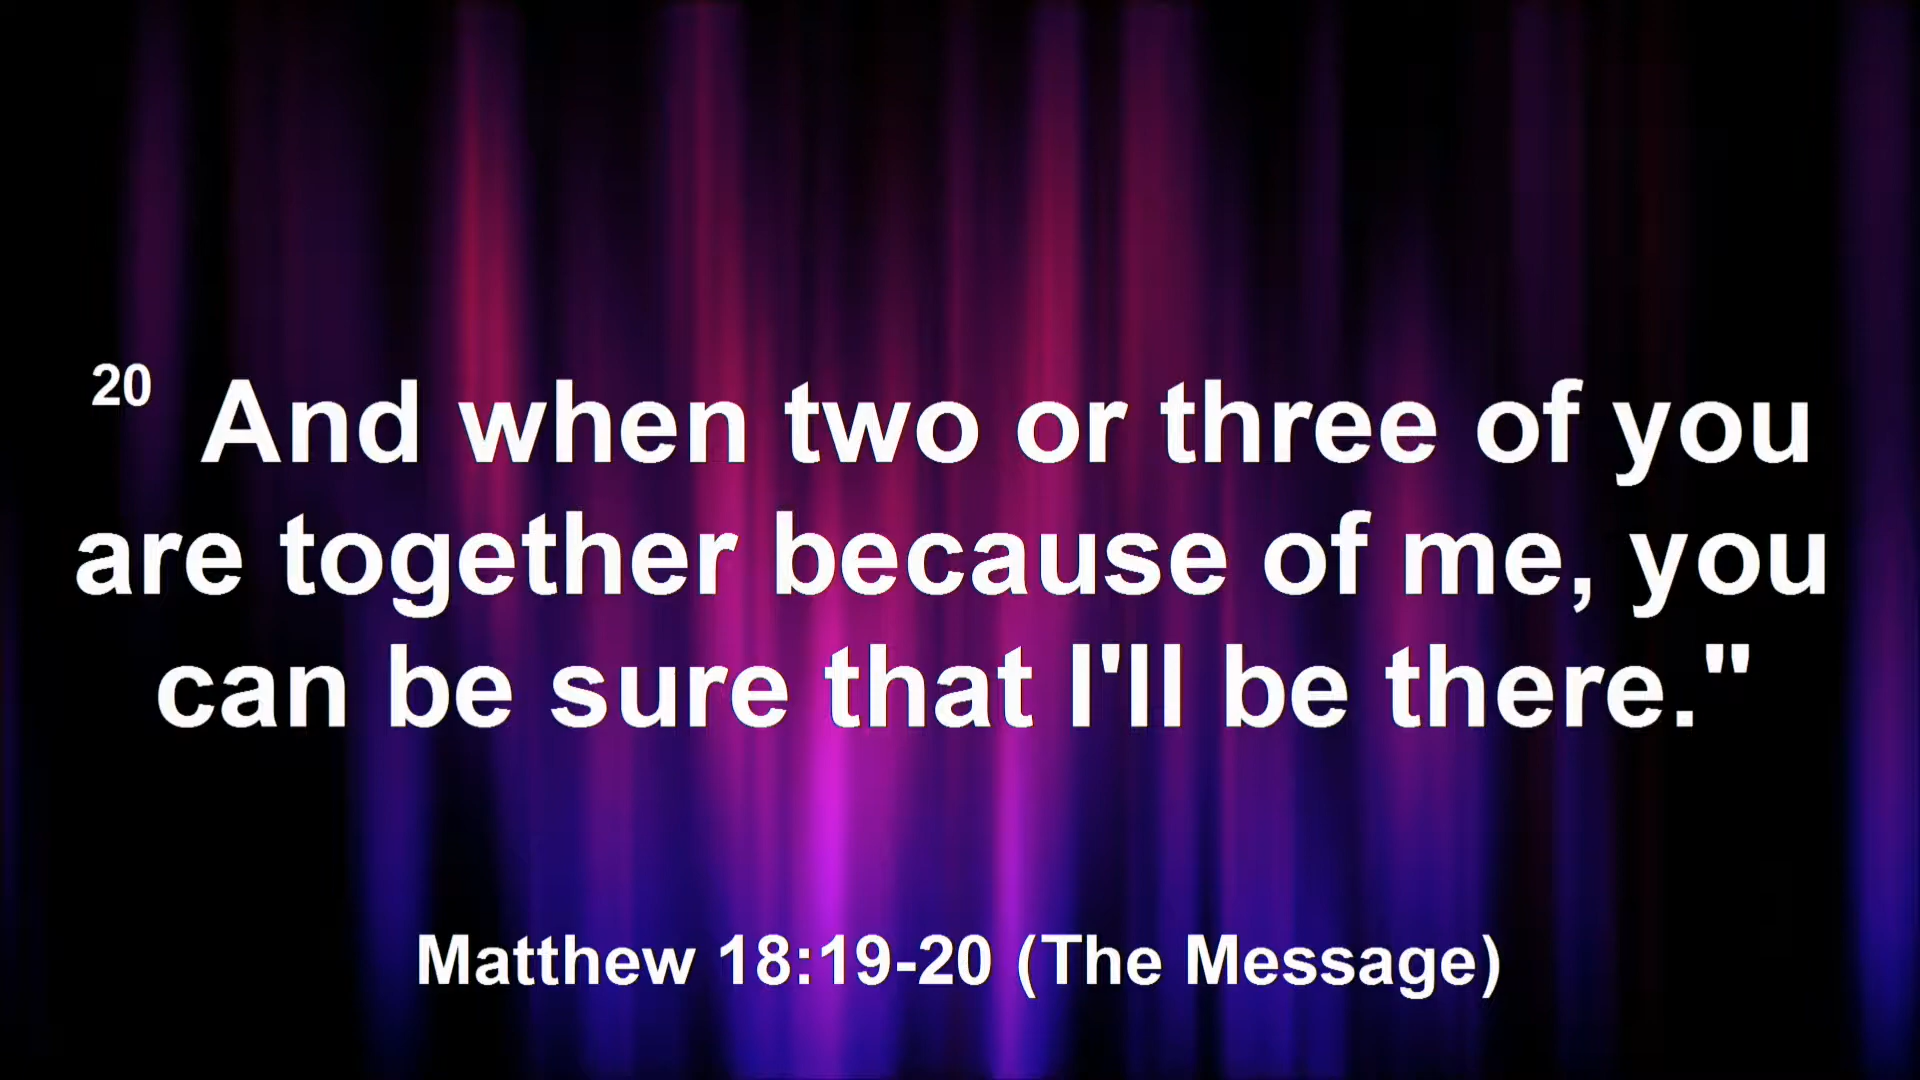 20 And when two or three of you
are together because of me, you
can be sure that I'll be there."
Matthew 18:19-20 (The Message)